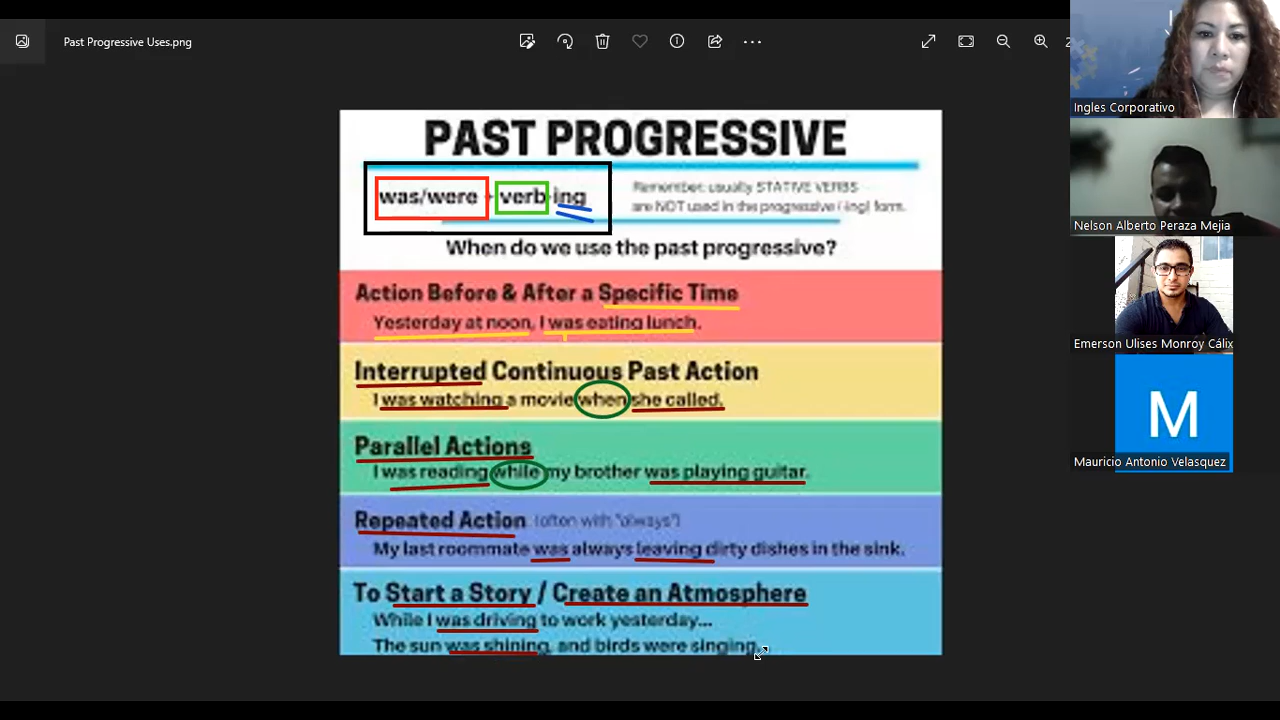 Past Progressive Uses.png
2
PAST PROGRESSIVE
was/were + verb-ing
Remember: usually STATIVE VERBS
are NOT used in the progressive (-ing) form.
When do we use the past progressive?
Action Before & After a Specific Time
Yesterday at noon, I was eating lunch.
Interrupted Continuous Past Action
I was watching a movie when she called.
Parallel Actions
I was reading while my brother was playing guitar.
Repeated Action (often with "always")
My last roommate was always leaving dirty dishes in the sink.
To Start a Story / Create an Atmosphere
While I was driving to work yesterday...
The sun was shining, and birds were singing.
Ingles Corporativo
Nelson Alberto Peraza Mejia
Emerson Ulises Monroy Cálix
M
Mauricio Antonio Velasquez